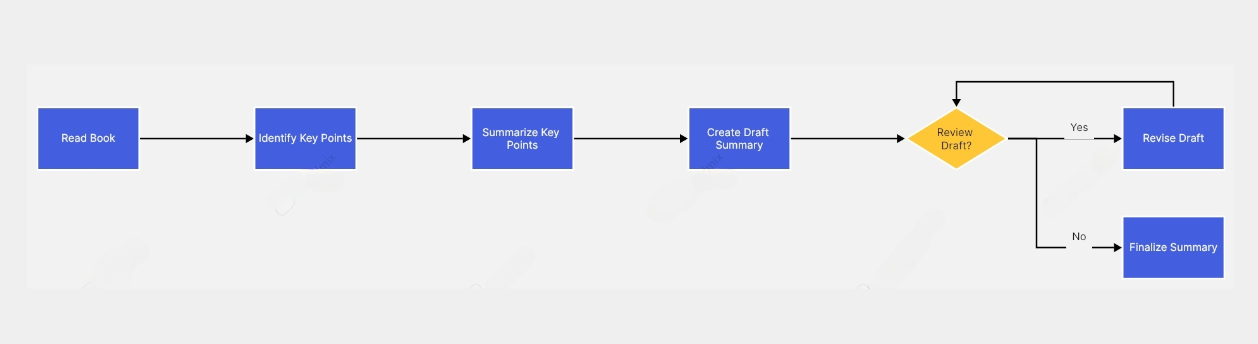 Read Book
Identify Key Points
Summarize Key
Points
Create Draft
Summary
Review
Draft?
Yes
Revise Draft
No
Finalize Summary